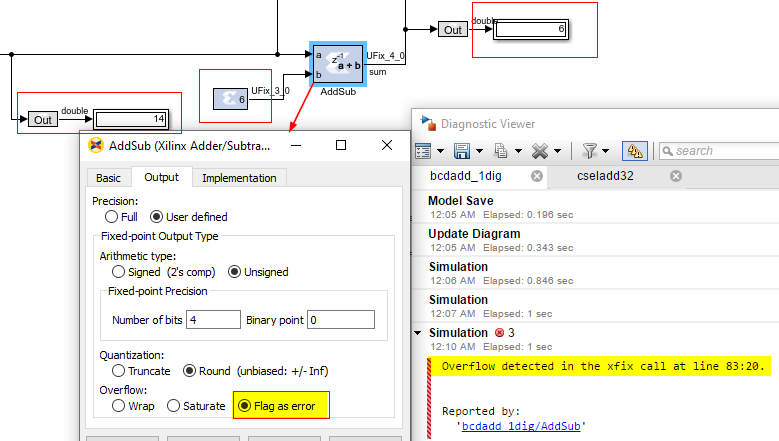 Out
double
6
a
b
z-1
a + b
UFix_4_0
sum
AddSub
6
UFix_3_0
Out
double
14
AddSub (Xilinx Adder/Subtra...
Basic
Output
Implementation
Precision:
Full
User defined
Fixed-point Output Type
Arithmetic type:
Signed (2's comp)
Unsigned
Fixed-point Precision
Number of bits 4
Binary point 0
Quantization:
Truncate
Round (unbiased: +/- Inf)
Overflow:
Wrap
Saturate
Flag as error
Diagnostic Viewer
search
bcdadd_1dig
cseladd32
Model Save
12:05 AM Elapsed: 0.196 sec
Update Diagram
12:05 AM Elapsed: 0.343 sec
Simulation
12:06 AM Elapsed: 0.846 sec
Simulation
12:07 AM Elapsed: 1 sec
Simulation 3
12:10 AM Elapsed: 1 sec
Overflow detected in the xfix call at line 83:20.
Reported by:
'bcdadd_1dig/AddSub'